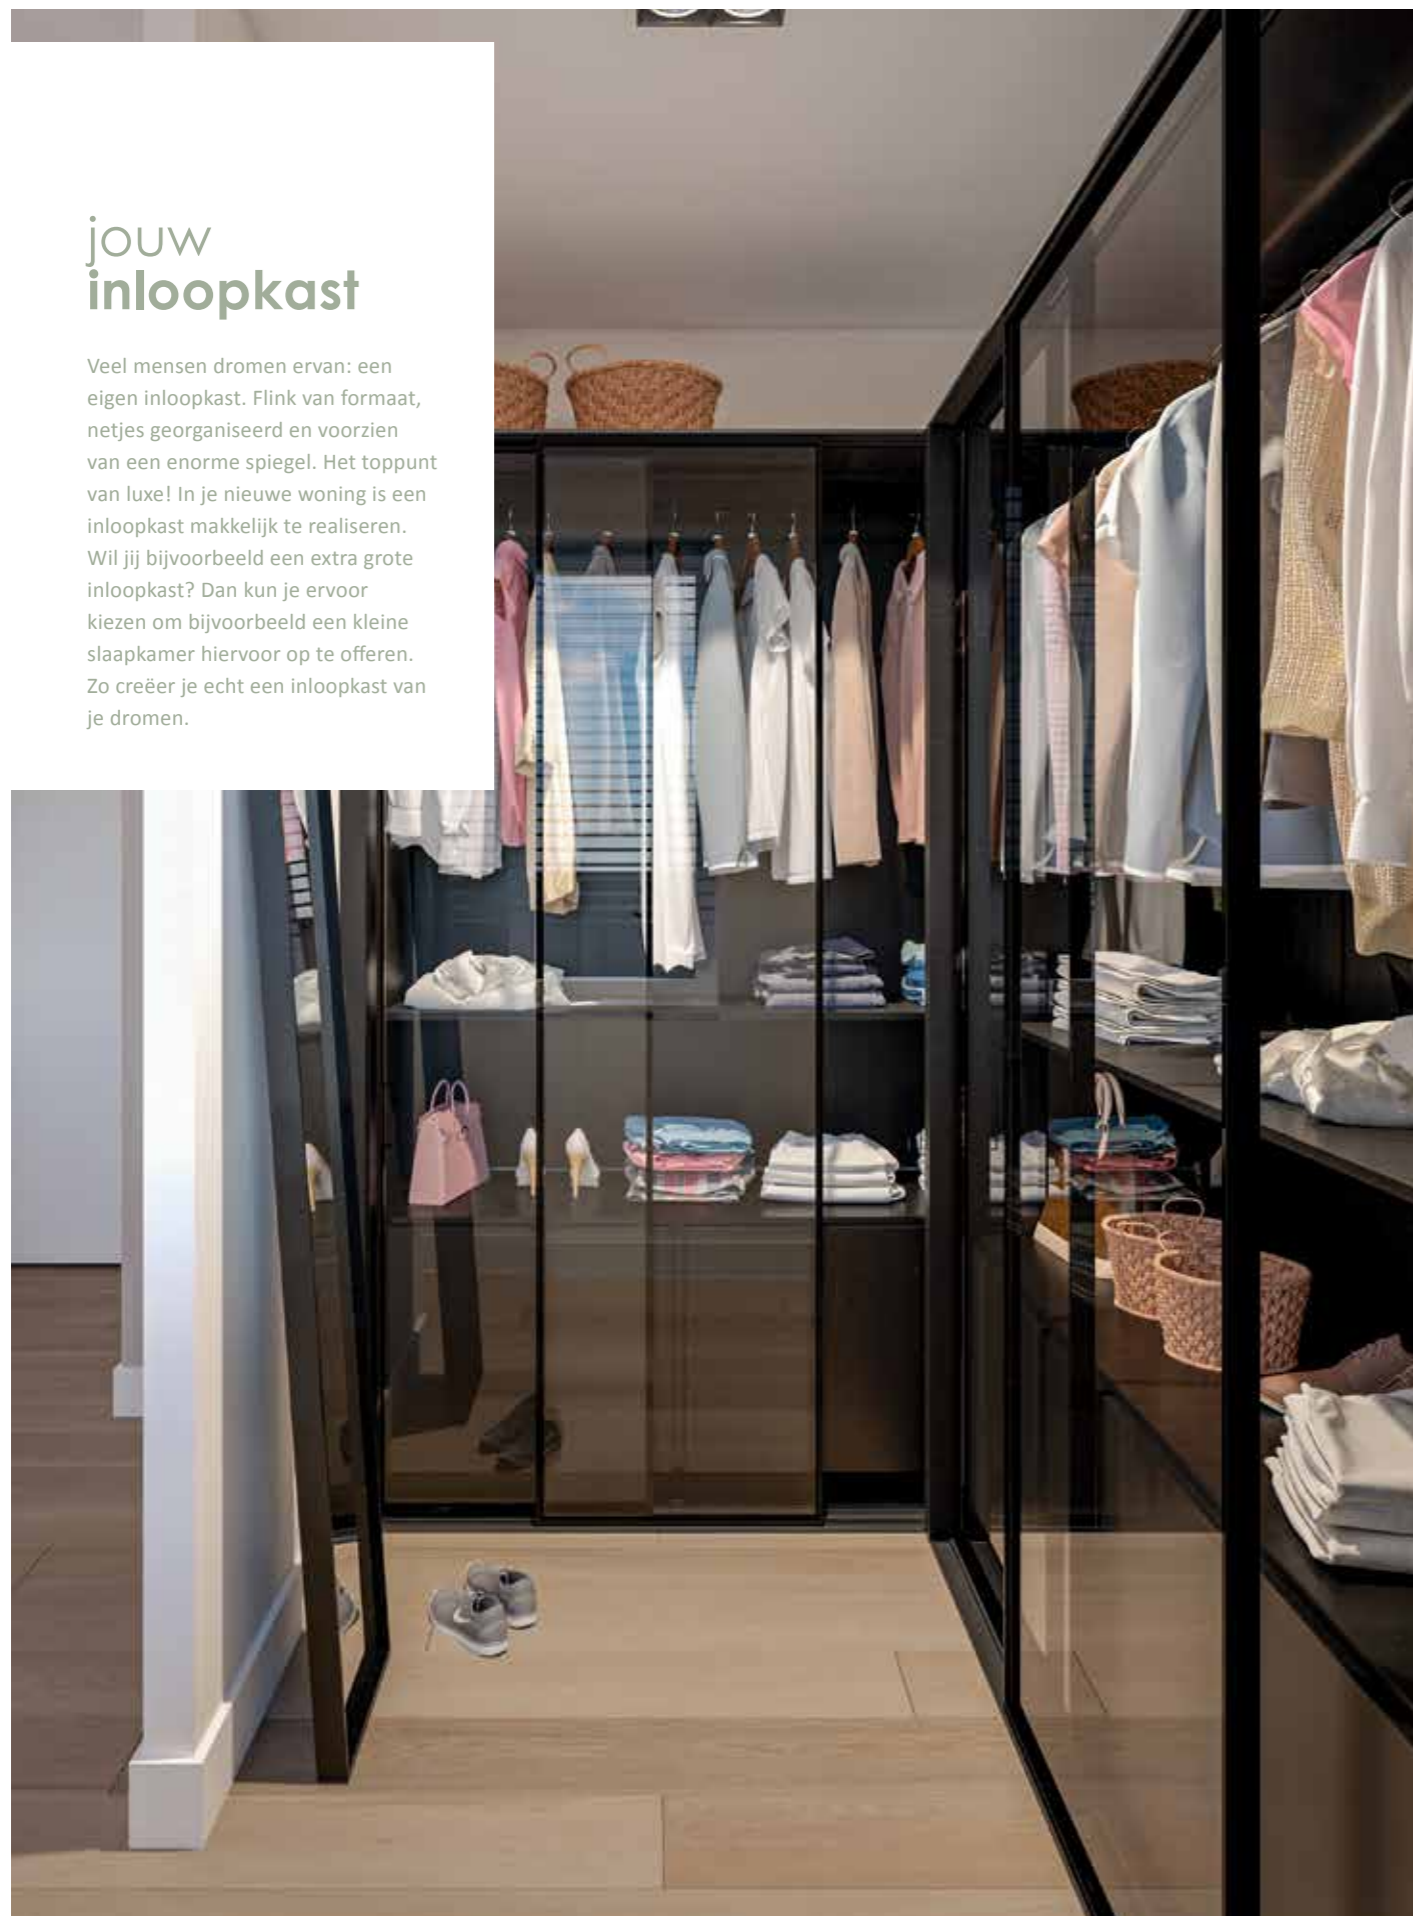 jouw
inloopkast
Veel mensen dromen ervan: een
eigen inloopkast. Flink van formaat,
netjes georganiseerd en voorzien
van een enorme spiegel. Het toppunt
van luxe! In je nieuwe woning is een
inloopkast makkelijk te realiseren.
Wil jij bijvoorbeeld een extra grote
inloopkast? Dan kun je ervoor
kiezen om bijvoorbeeld een kleine
slaapkamer hiervoor op te offeren.
Zo creëer je echt een inloopkast van
je dromen.